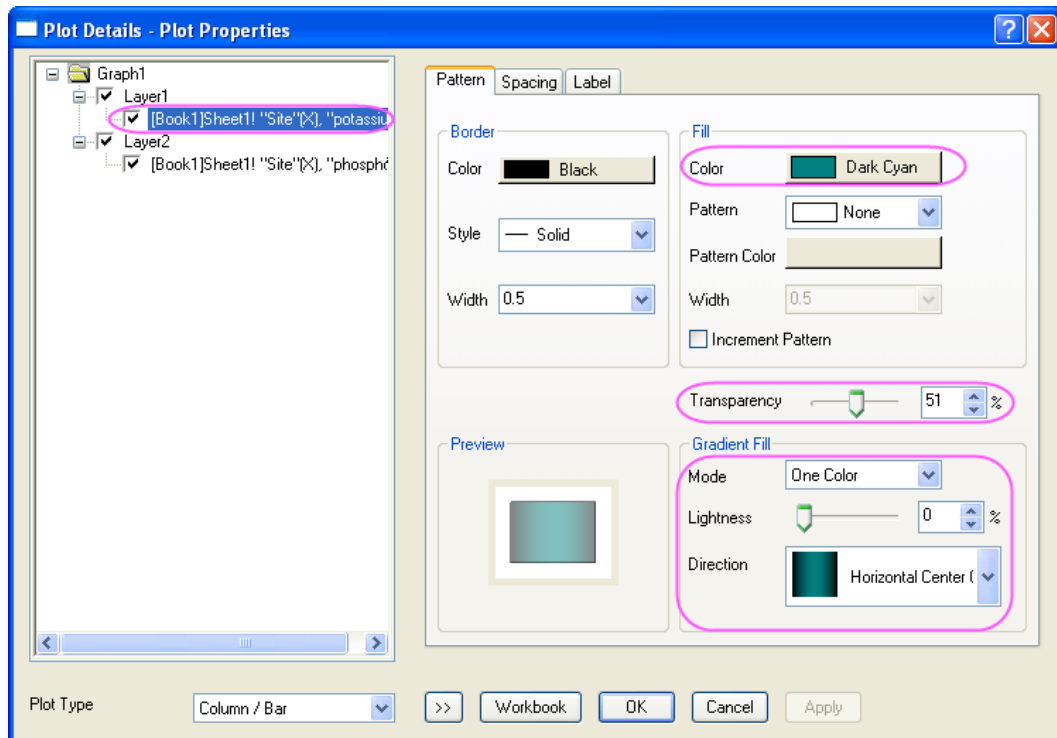 Plot Details - Plot Properties
Graph1
Layer1
[Book1]Sheet1! "Site"(X), "potassiu
Layer2
[Book1]Sheet1! "Site"(X), "phosph
Pattern Spacing Label
Border
Color Black
Style Solid
Width 0.5
Fill
Color Dark Cyan
Pattern None
Pattern Color
Width 0.5
Increment Pattern
Transparency 51 %
Preview
Gradient Fill
Mode One Color
Lightness 0 %
Direction Horizontal Center (
Plot Type Column / Bar
>> Workbook OK Cancel Apply